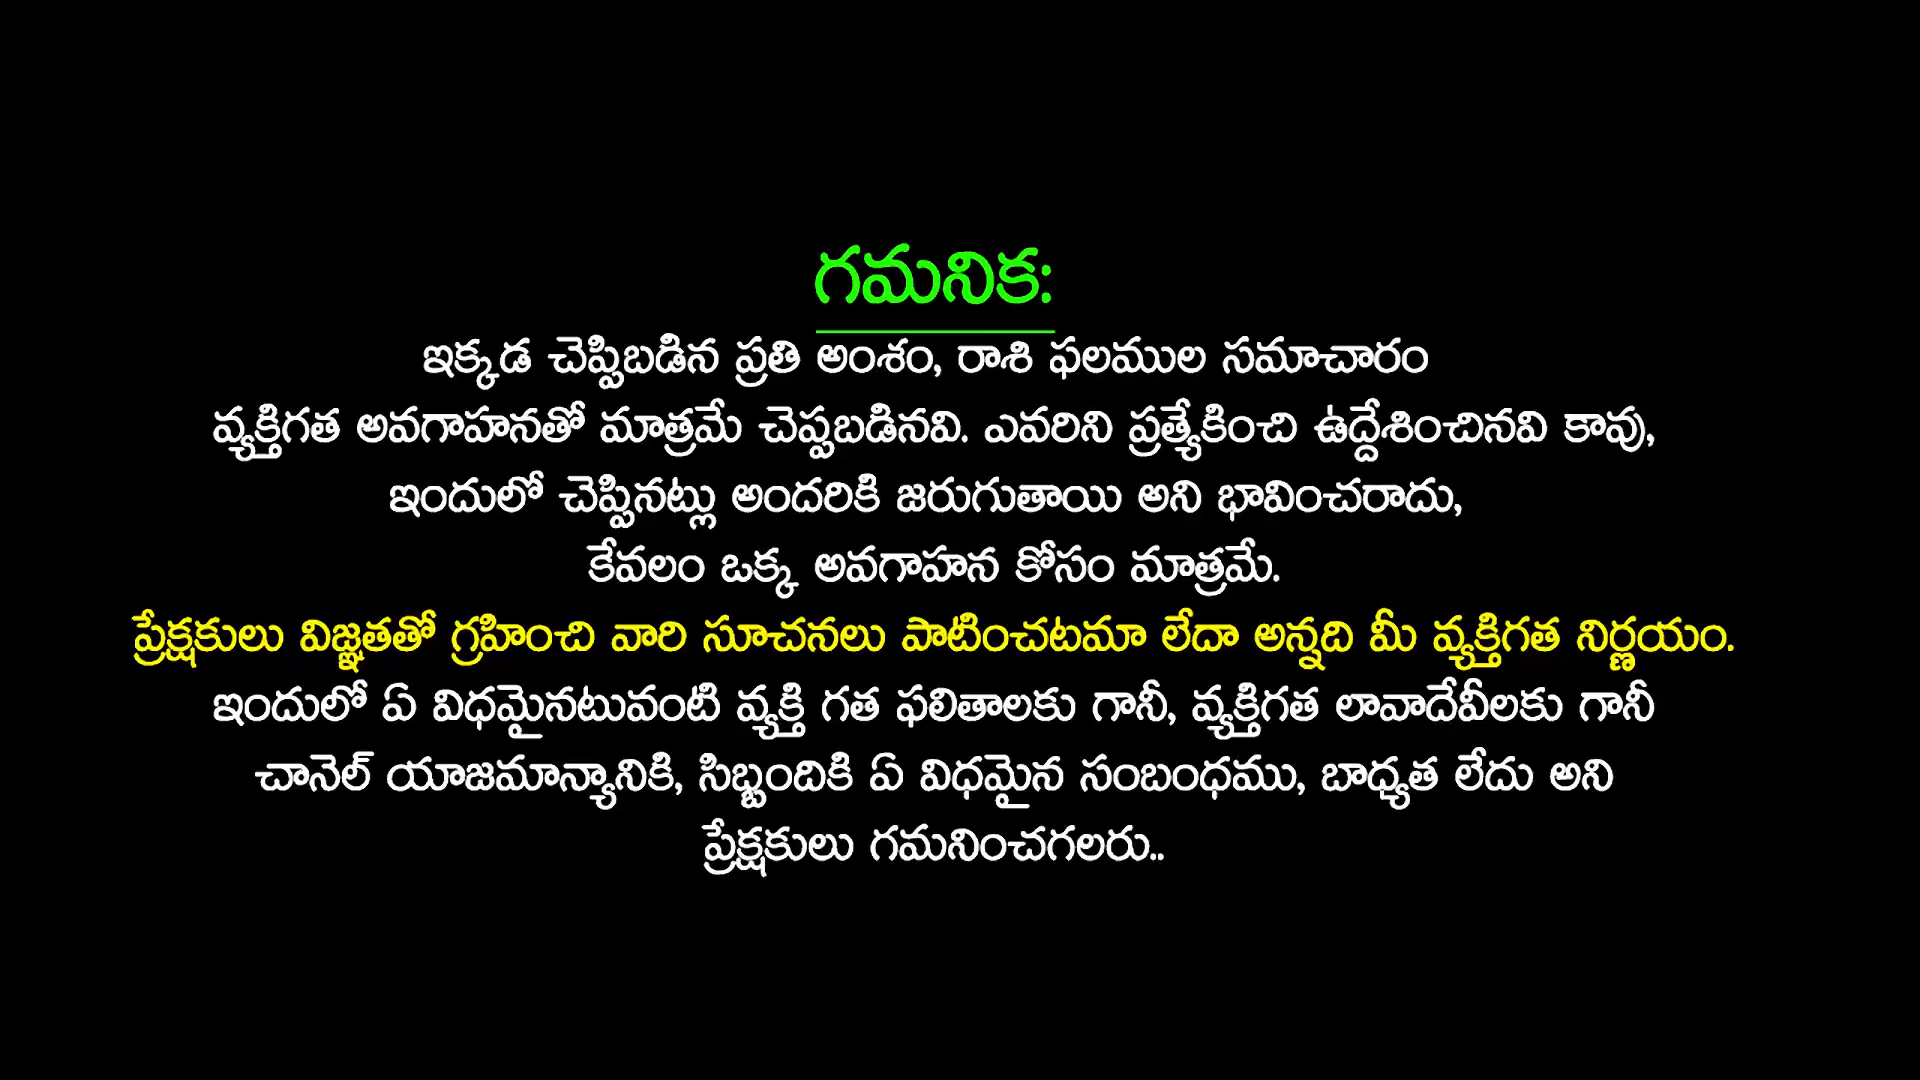 గమనిక:
ఇక్కడ చెప్పిబడిన ప్రతి అంశం, రాశి ఫలముల సమాచారం
వ్యక్తిగత అవగాహనతో మాత్రమే చెప్పబడినవి. ఎవరిని ప్రత్యేకించి ఉద్దేశించినవి కావు,
ఇందులో చెప్పినట్లు అందరికి జరుగుతాయి అని భావించరాదు,
కేవలం ఒక్క అవగాహన కోసం మాత్రమే.
ప్రేక్షకులు విజ్ఞతతో గ్రహించి వారి సూచనలు పాటించటమా లేదా అన్నది మీ వ్యక్తిగత నిర్ణయం.
ఇందులో ఏ విధమైనటువంటి వ్యక్తి గత ఫలితాలకు గానీ, వ్యక్తిగత లావాదేవీలకు గానీ
చానెల్ యాజమాన్యానికి, సిబ్బందికి ఏ విధమైన సంబంధము, బాధ్యత లేదు అని
ప్రేక్షకులు గమనించగలరు..